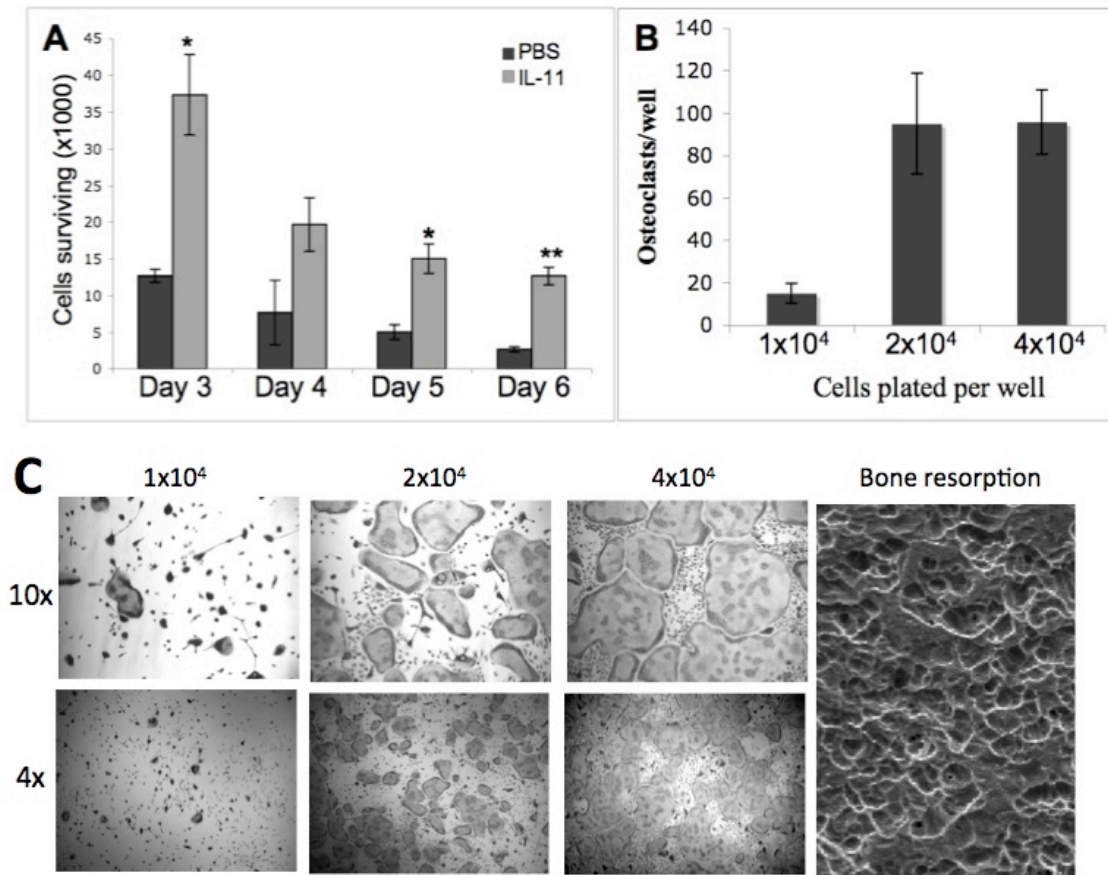 A
45
40
35
30
25
20
15
10
5
0
Cells surviving (x1000)
*
*
**
PBS
IL-11
Day 3
Day 4
Day 5
Day 6
B
140
120
100
80
60
40
20
0
Osteoclasts/well
1x10⁴
2x10⁴
4x10⁴
Cells plated per well
C
1x10⁴
2x10⁴
4x10⁴
Bone resorption
10x
4x